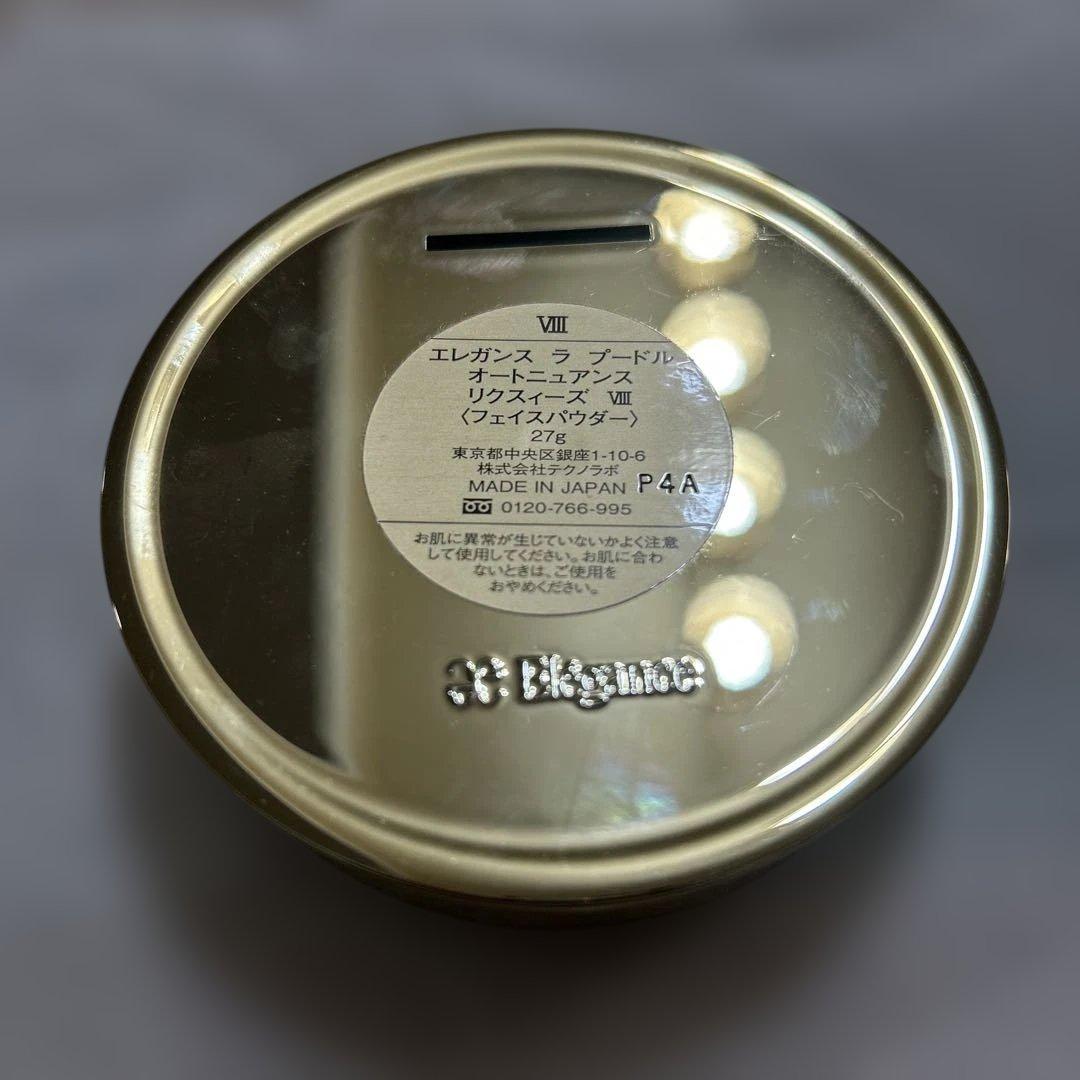 Ⅷ
エレガンス ラ プードル
オートニュアンス
リクスィーズ Ⅷ
〈フェイスパウダー〉
27g
東京都中央区銀座1-10-6
株式会社テクノラボ
MADE IN JAPAN P4A
0120-766-995
お肌に異常が生じていないかよく注意
して使用してください。お肌に合わ
ないときは、ご使用を
おやめください。
Elégance